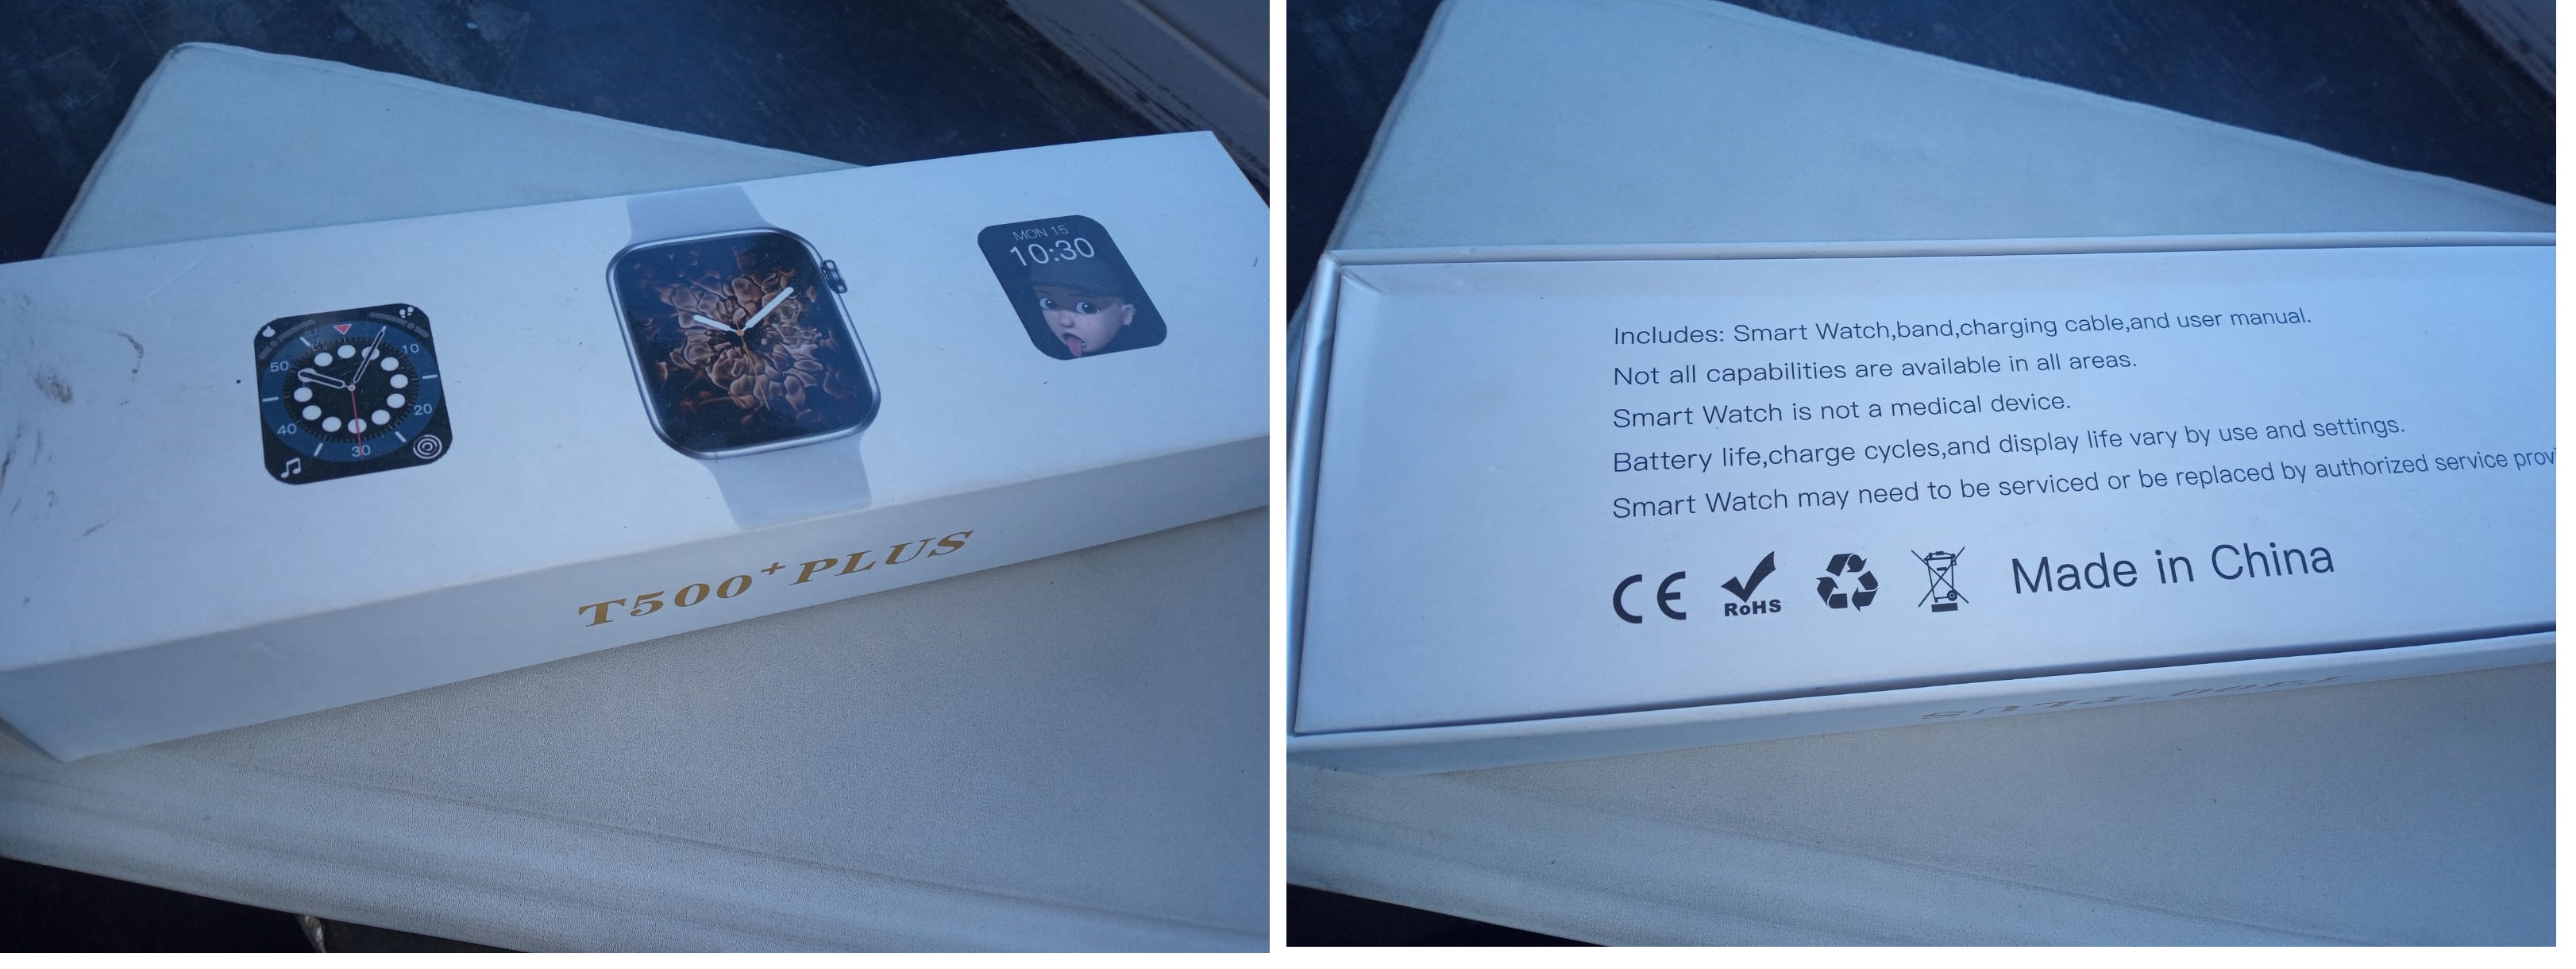 50
10
20
30
40
MON 15
10:30
T500+PLUS
Includes: Smart Watch,band,charging cable,and user manual.
Not all capabilities are available in all areas.
Smart Watch is not a medical device.
Battery life,charge cycles,and display life vary by use and settings.
Smart Watch may need to be serviced or be replaced by authorized service prov
CE RoHS Made in China
T500+PLUS